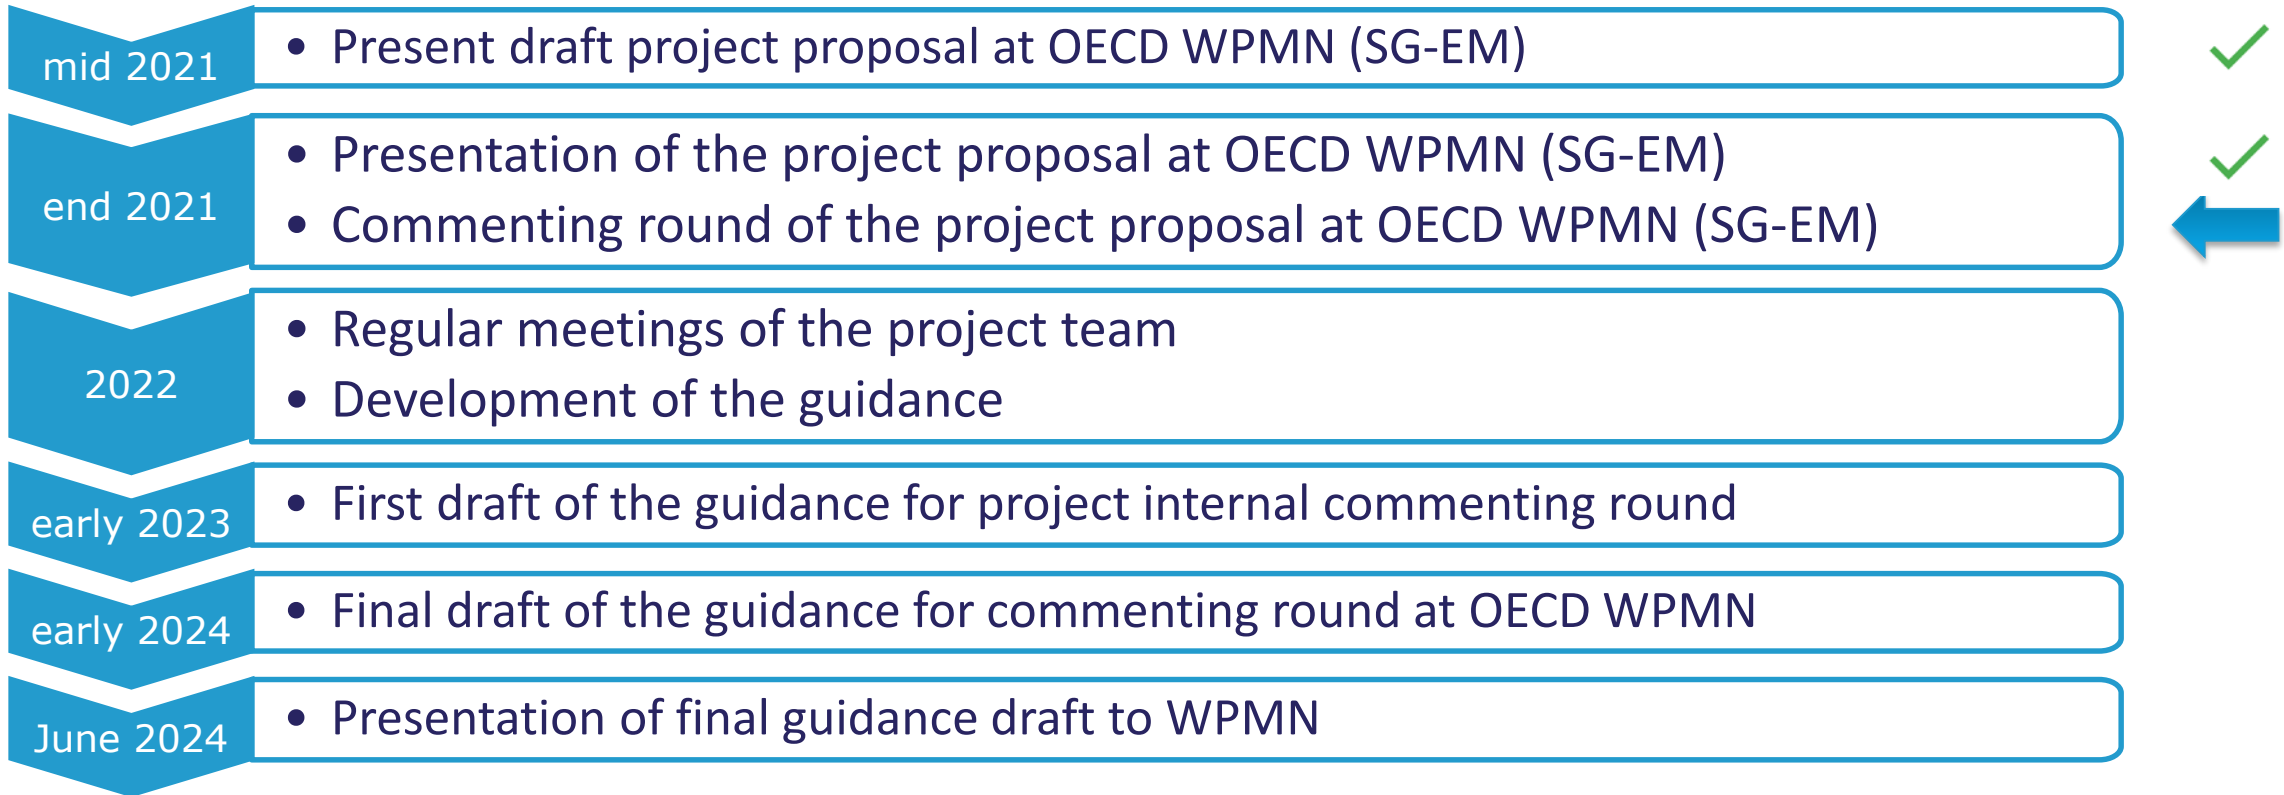 mid 2021
• Present draft project proposal at OECD WPMN (SG-EM)
end 2021
• Presentation of the project proposal at OECD WPMN (SG-EM)
• Commenting round of the project proposal at OECD WPMN (SG-EM)
2022
• Regular meetings of the project team
• Development of the guidance
early 2023
• First draft of the guidance for project internal commenting round
early 2024
• Final draft of the guidance for commenting round at OECD WPMN
June 2024
• Presentation of final guidance draft to WPMN